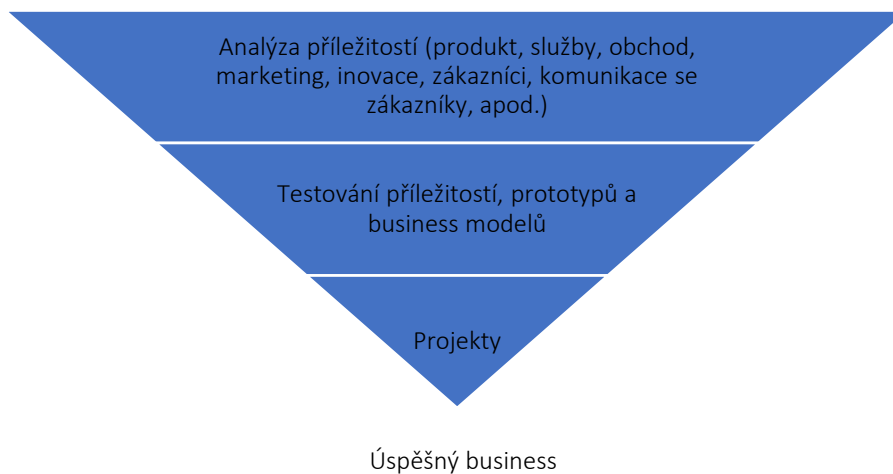 Analýza příležitostí (produkt, služby, obchod,
marketing, inovace, zákazníci, komunikace se
zákazníky, apod.)
Testování příležitostí, prototypů a
business modelů
Projekty
Úspěšný business